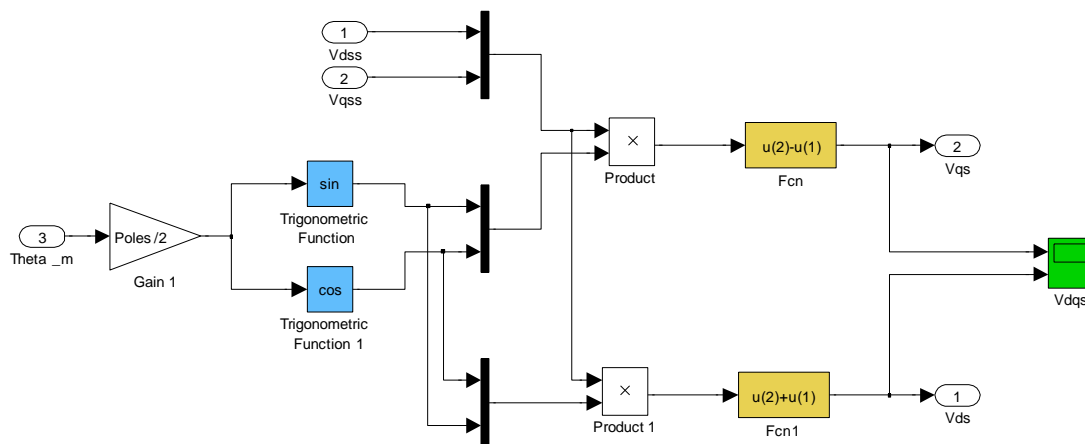 1
Vdss
2
Vqss
×
Product
u(2)-u(1)
Fcn
2
Vqs
sin
Trigonometric
Function
3
Theta _m
Poles /2
Gain 1
cos
Trigonometric
Function 1
Vdqs
×
Product 1
u(2)+u(1)
Fcn1
1
Vds